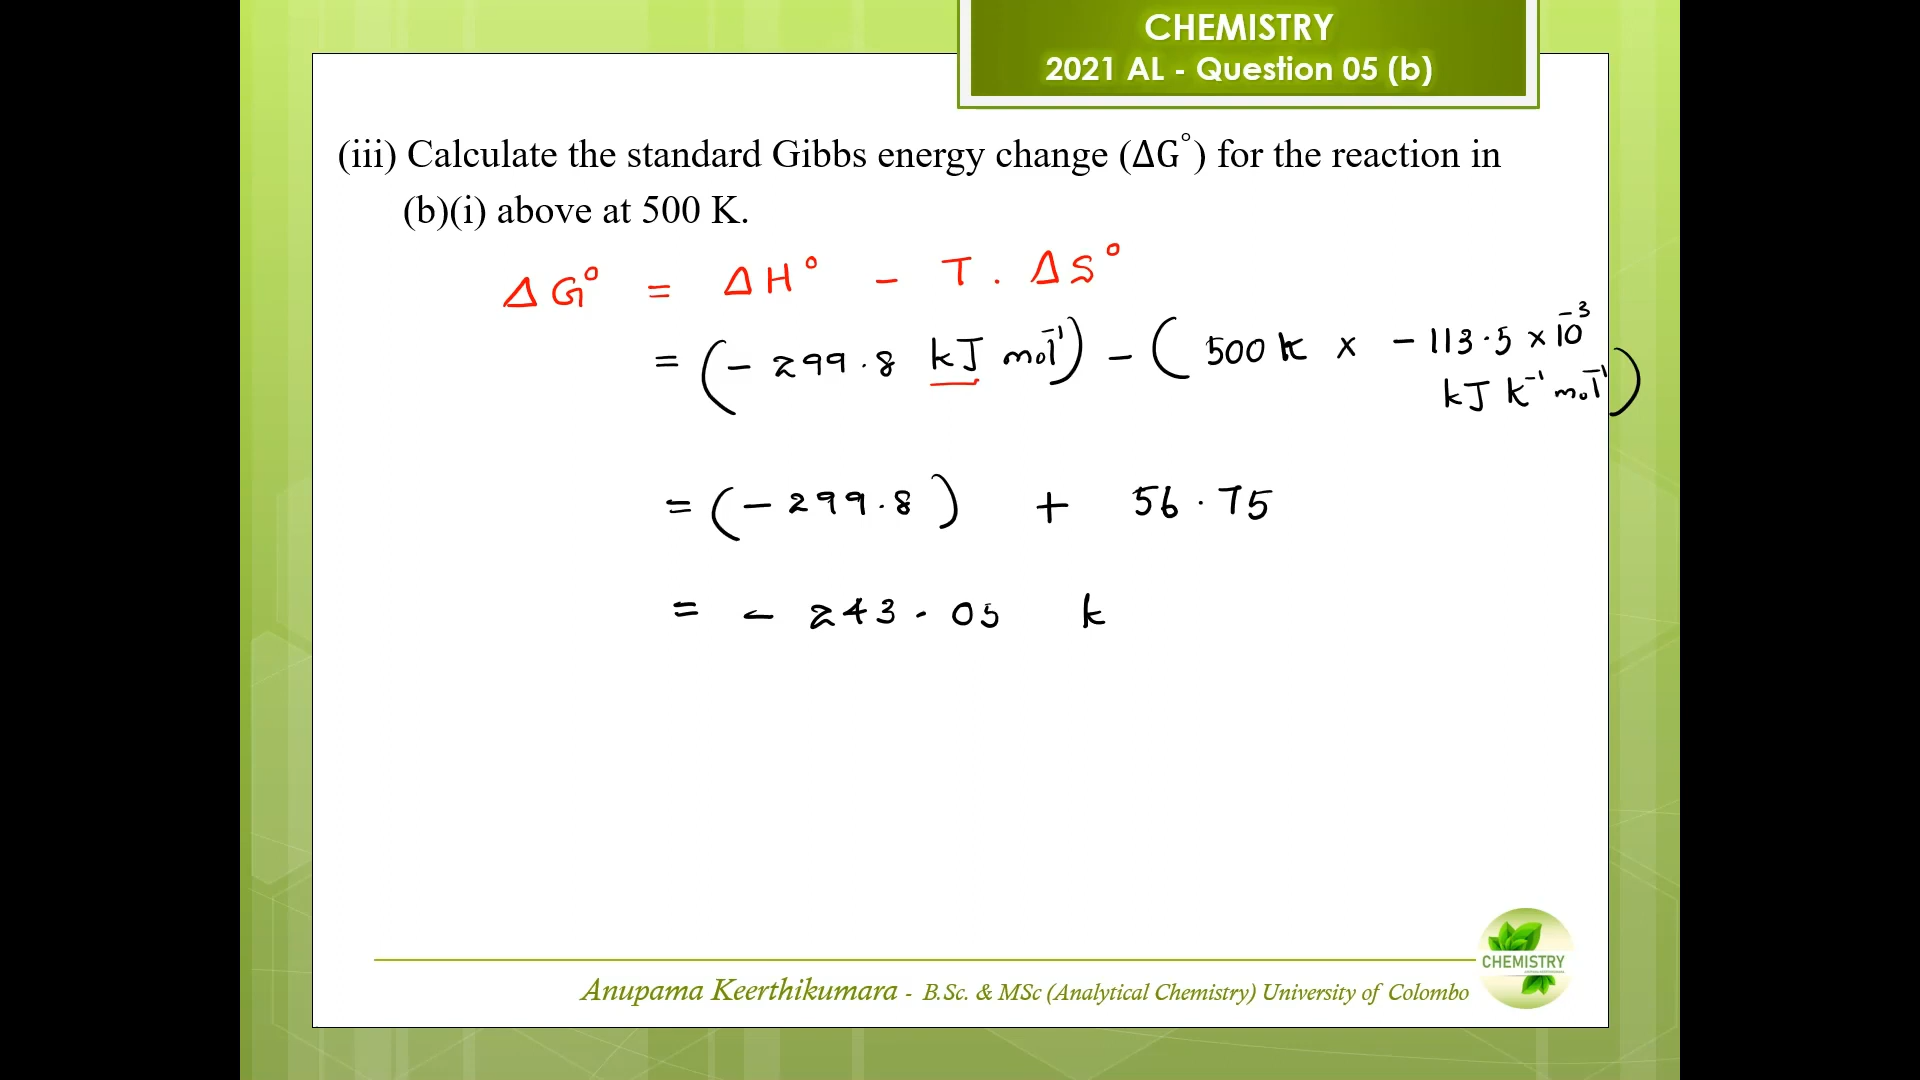 CHEMISTRY
2021 AL - Question 05 (b)
(iii) Calculate the standard Gibbs energy change (ΔG°) for the reaction in
(b)(i) above at 500 K.
ΔG° = ΔH° - T . ΔS°
= (- 299.8 kJ mol⁻¹) - (500 K × - 113.5 × 10⁻³
kJ K⁻¹ mol⁻¹)
= (- 299.8) + 56.75
= - 243.05 k
CHEMISTRY
Anupama Keerthikumara - B.Sc. & MSc (Analytical Chemistry) University of Colombo